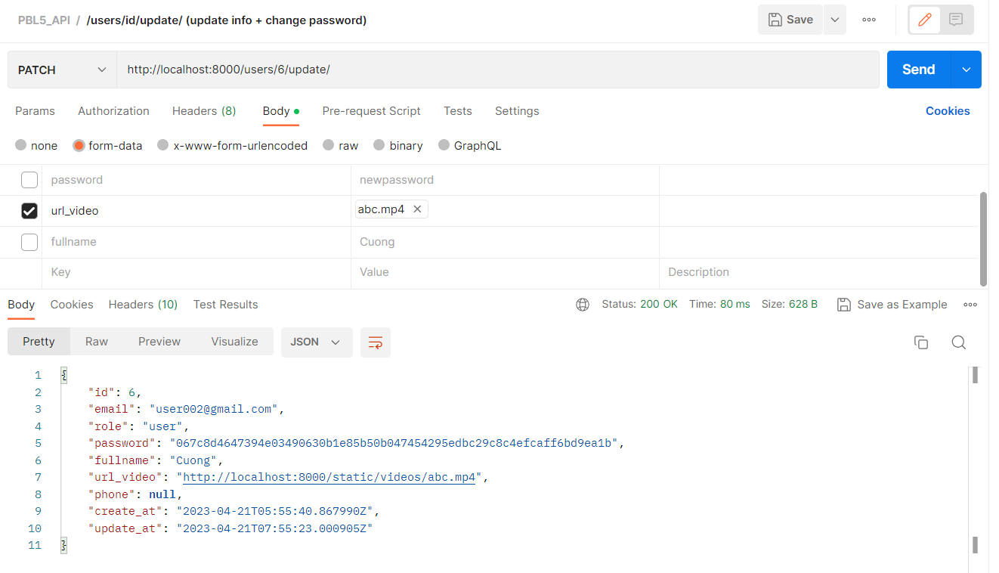 PBL5_API / /users/id/update/ (update info + change password) Save
PATCH http://localhost:8000/users/6/update/ Send
Params Authorization Headers (8) Body Pre-request Script Tests Settings Cookies
none form-data x-www-form-urlencoded raw binary GraphQL
password newpassword
url_video abc.mp4
fullname Cuong
Key Value Description
Body Cookies Headers (10) Test Results Status: 200 OK Time: 80 ms Size: 628 B Save as Example
Pretty Raw Preview Visualize JSON
1 {
2 "id": 6,
3 "email": "user002@gmail.com",
4 "role": "user",
5 "password": "067c8d4647394e03490630b1e85b50b047454295edbc29c8c4efcaff6bd9ea1b",
6 "fullname": "Cuong",
7 "url_video": "http://localhost:8000/static/videos/abc.mp4",
8 "phone": null,
9 "create_at": "2023-04-21T05:55:40.867990Z",
10 "update_at": "2023-04-21T07:55:23.000905Z"
11 }